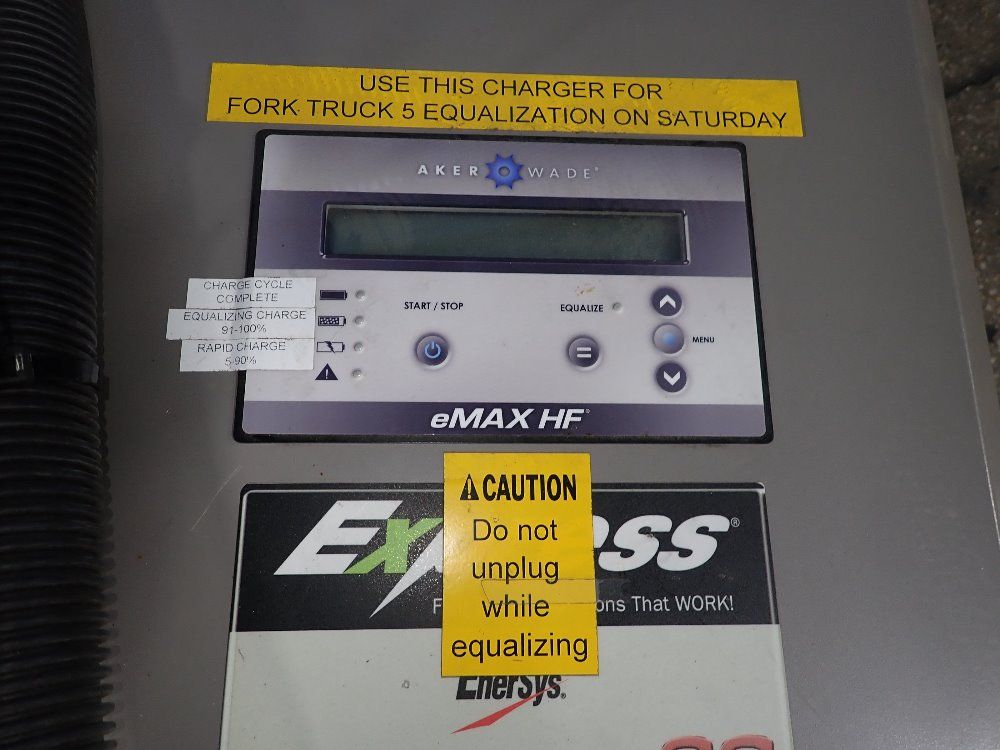 USE THIS CHARGER FOR
FORK TRUCK 5 EQUALIZATION ON SATURDAY
AKER WADE®
CHARGE CYCLE
COMPLETE
EQUALIZING CHARGE
91-100%
RAPID CHARGE
5-90%
START / STOP
EQUALIZE
MENU
eMAX HF®
CAUTION
Do not
unplug
while
equalizing
ons That WORK!
EnerSys.